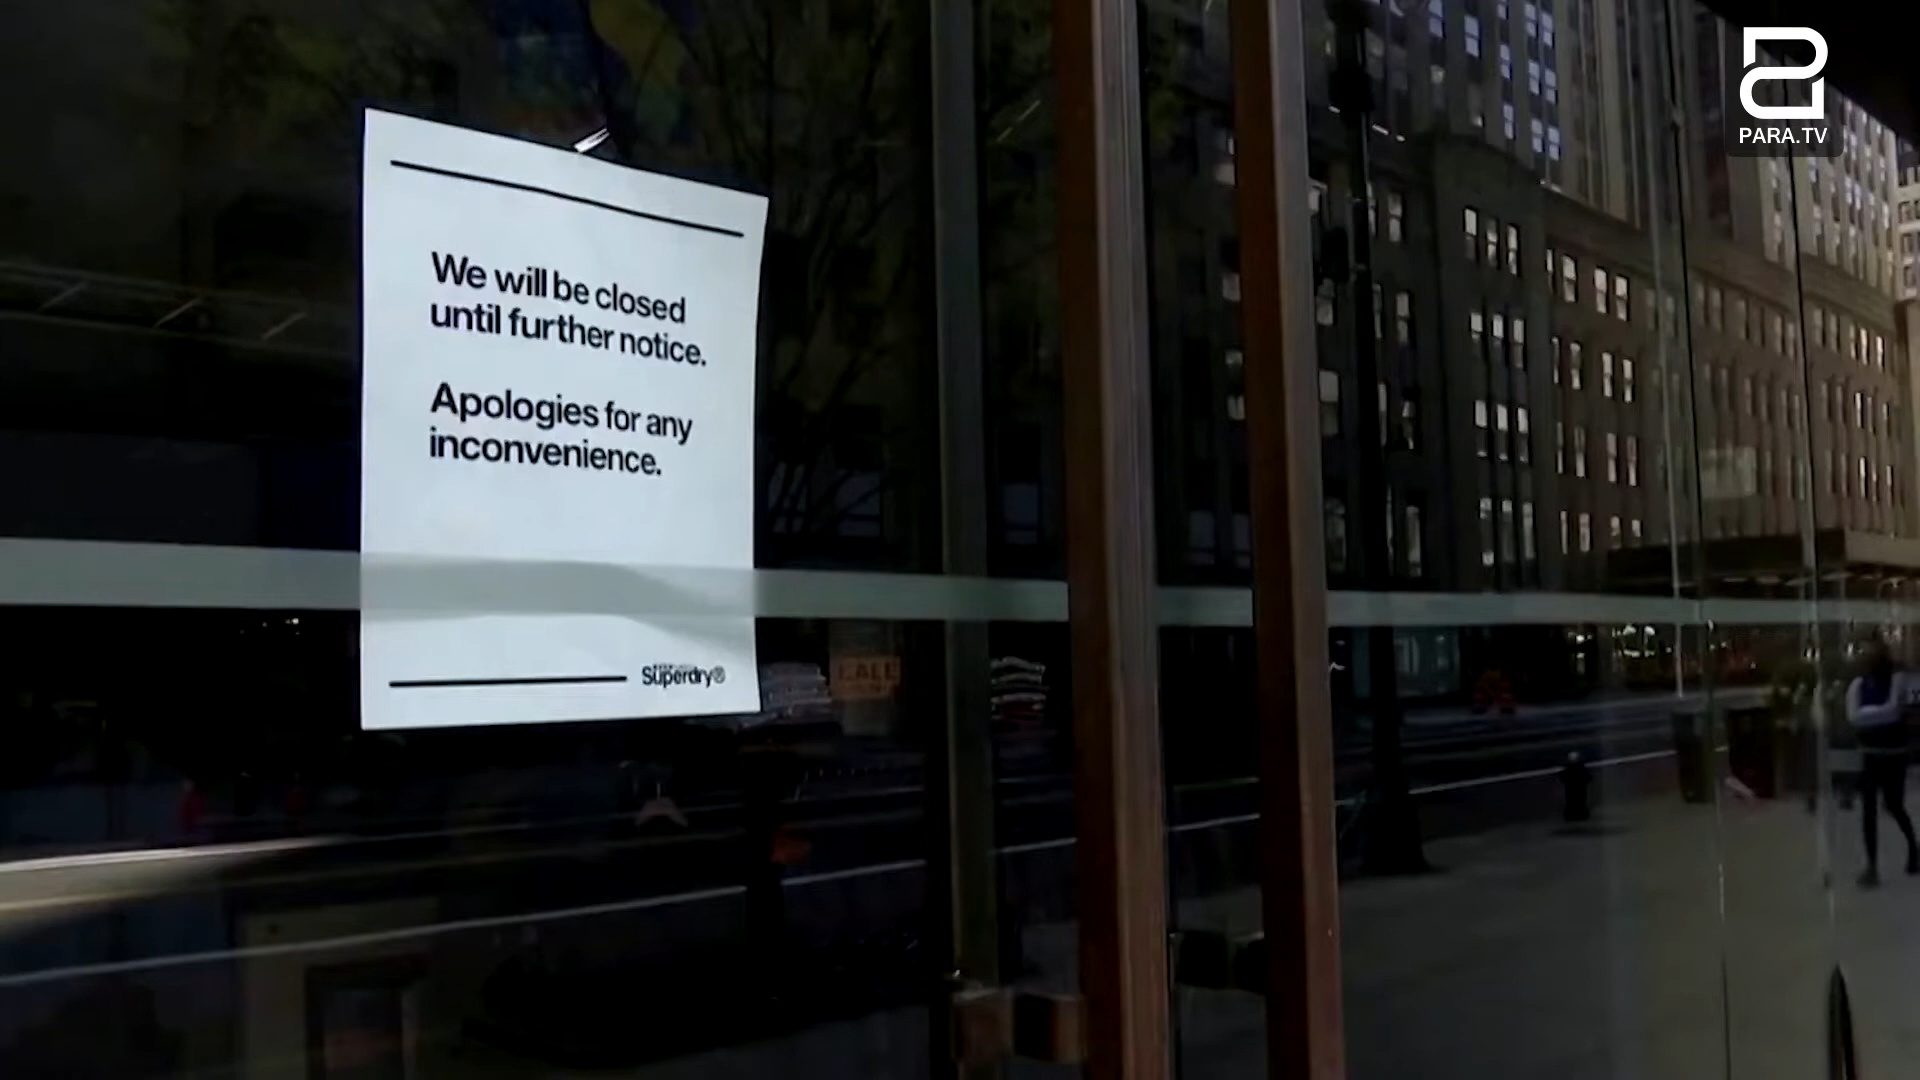 PARA.TV
We will be closed
until further notice.
Apologies for any
inconvenience.
Superdry®